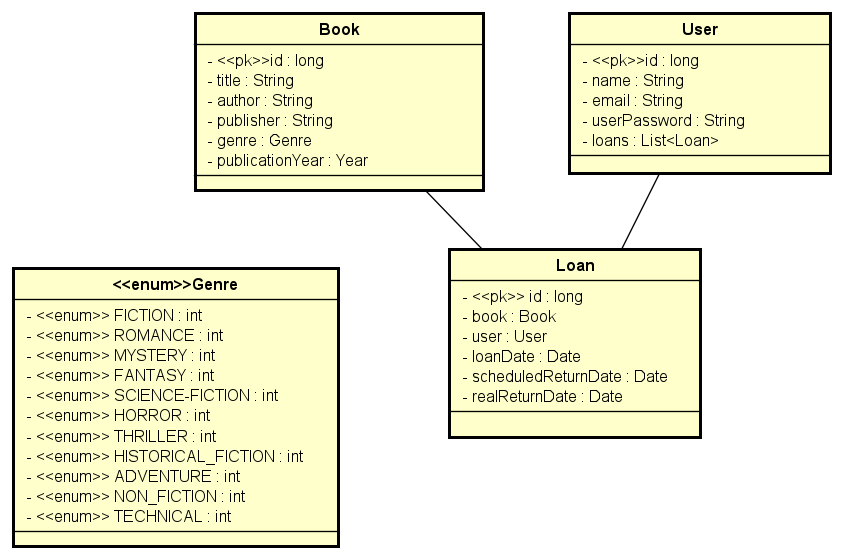 Book
- <<pk>>id : long
- title : String
- author : String
- publisher : String
- genre : Genre
- publicationYear : Year
User
- <<pk>>id : long
- name : String
- email : String
- userPassword : String
- loans : List<Loan>
Loan
- <<pk>> id : long
- book : Book
- user : User
- loanDate : Date
- scheduledReturnDate : Date
- realReturnDate : Date
<<enum>>Genre
- <<enum>> FICTION : int
- <<enum>> ROMANCE : int
- <<enum>> MYSTERY : int
- <<enum>> FANTASY : int
- <<enum>> SCIENCE-FICTION : int
- <<enum>> HORROR : int
- <<enum>> THRILLER : int
- <<enum>> HISTORICAL_FICTION : int
- <<enum>> ADVENTURE : int
- <<enum>> NON_FICTION : int
- <<enum>> TECHNICAL : int